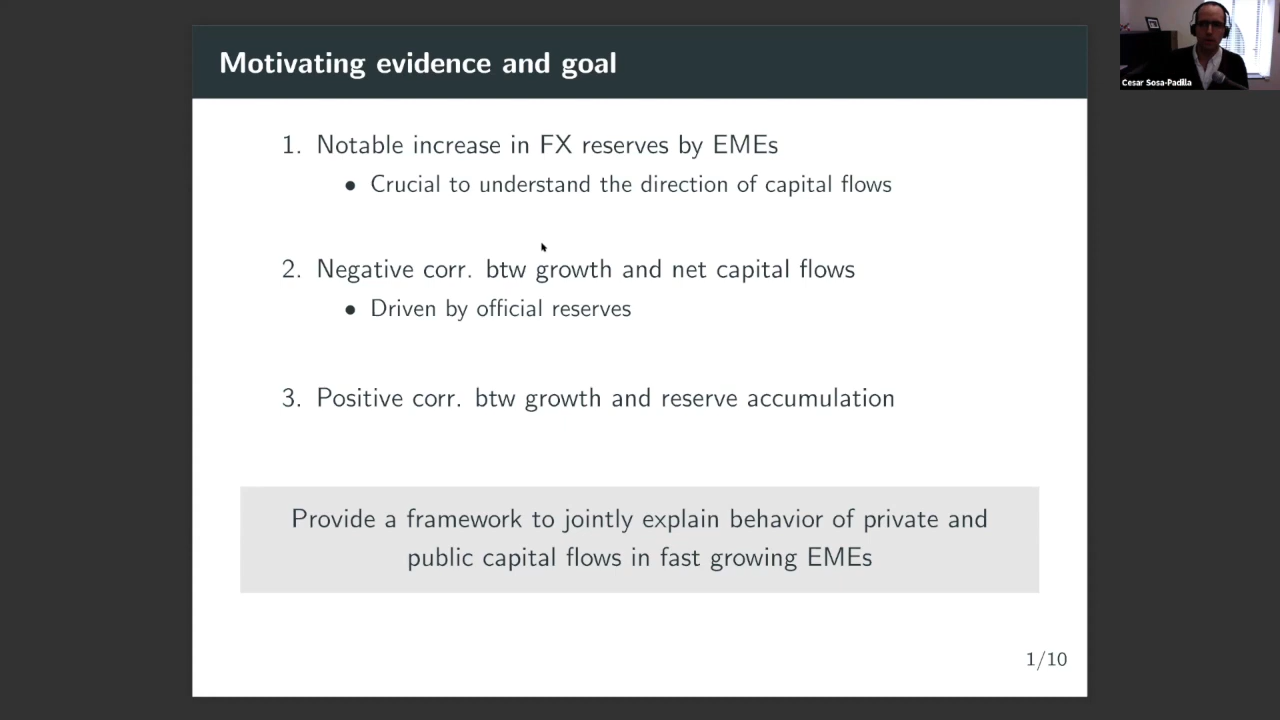 Motivating evidence and goal
Cesar Sosa-Padilla
1. Notable increase in FX reserves by EMEs
• Crucial to understand the direction of capital flows
2. Negative corr. btw growth and net capital flows
• Driven by official reserves
3. Positive corr. btw growth and reserve accumulation
Provide a framework to jointly explain behavior of private and
public capital flows in fast growing EMEs
1/10